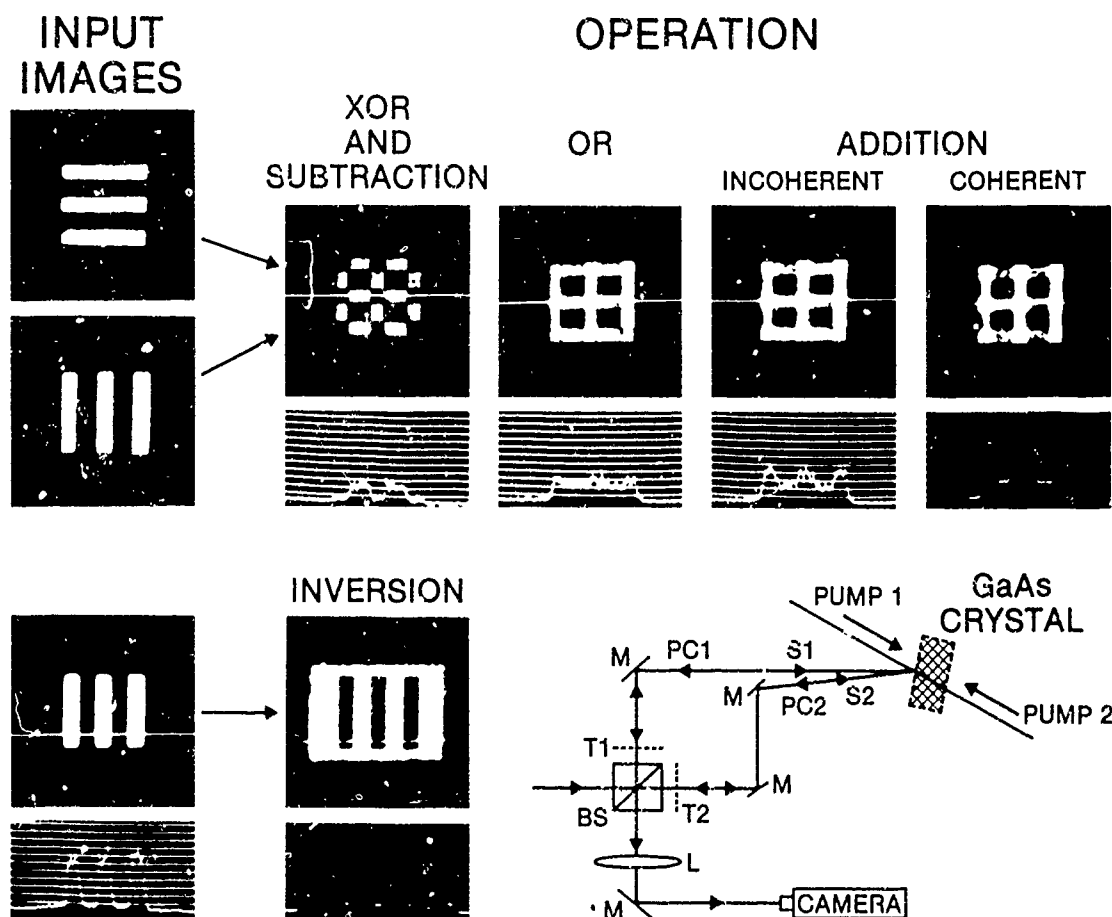 INPUT
IMAGES
OPERATION
XOR
AND
SUBTRACTION
OR
ADDITION
INCOHERENT
COHERENT
INVERSION
GaAs
CRYSTAL
PUMP 1
PUMP 2
M
PC1
S1
M
PC2
S2
T1
M
BS
T2
L
M
CAMERA